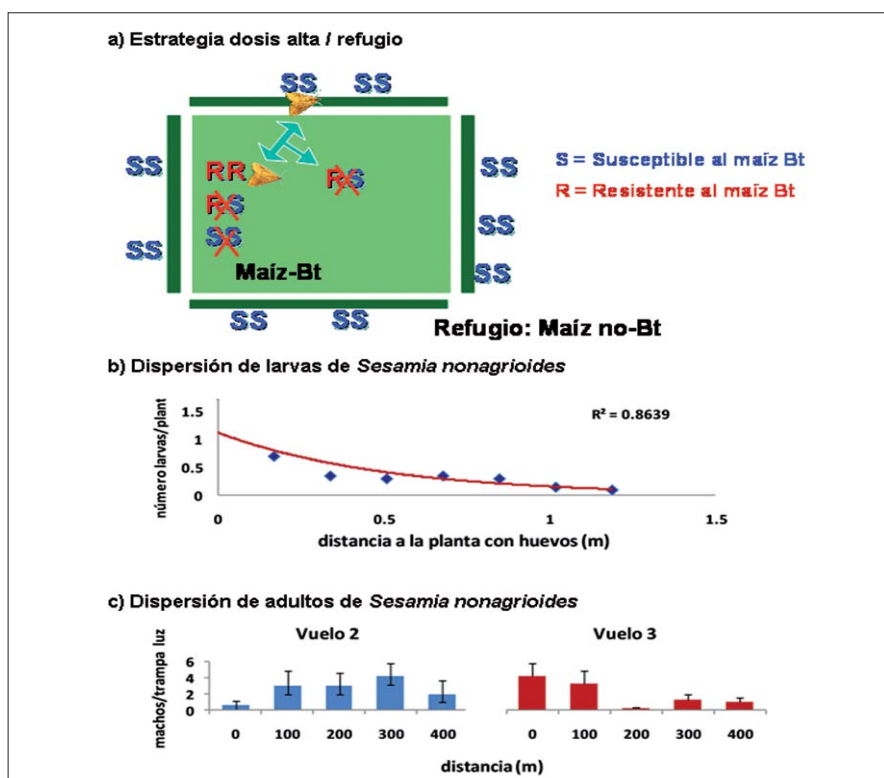 a) Estrategia dosis alta / refugio
SS SS
SS SS
RR RS
RS
SS
SS SS
SS
SS
Maíz-Bt
SS SS
S = Susceptible al maíz Bt
R = Resistente al maíz Bt
Refugio: Maíz no-Bt
b) Dispersión de larvas de Sesamia nonagrioides
número larvas/plant
1.5
1
0.5
0
R² = 0.8639
0 0.5 1 1.5
distancia a la planta con huevos (m)
c) Dispersión de adultos de Sesamia nonagrioides
Vuelo 2 Vuelo 3
machos/trampa luz
6
4
2
0
0 100 200 300 400 0 100 200 300 400
distancia (m)